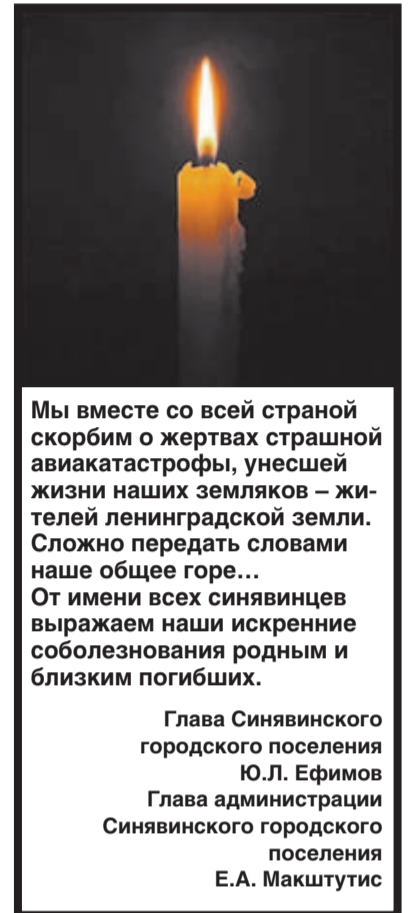 Мы вместе со всей страной
скорбим о жертвах страшной
авиакатастрофы, унесшей
жизни наших земляков – жи-
телей ленинградской земли.
Сложно передать словами
наше общее горе...
От имени всех синявинцев
выражаем наши искренние
соболезнования родным и
близким погибших.
Глава Синявинского
городского поселения
Ю.Л. Ефимов
Глава администрации
Синявинского городского
поселения
Е.А. Макштутис